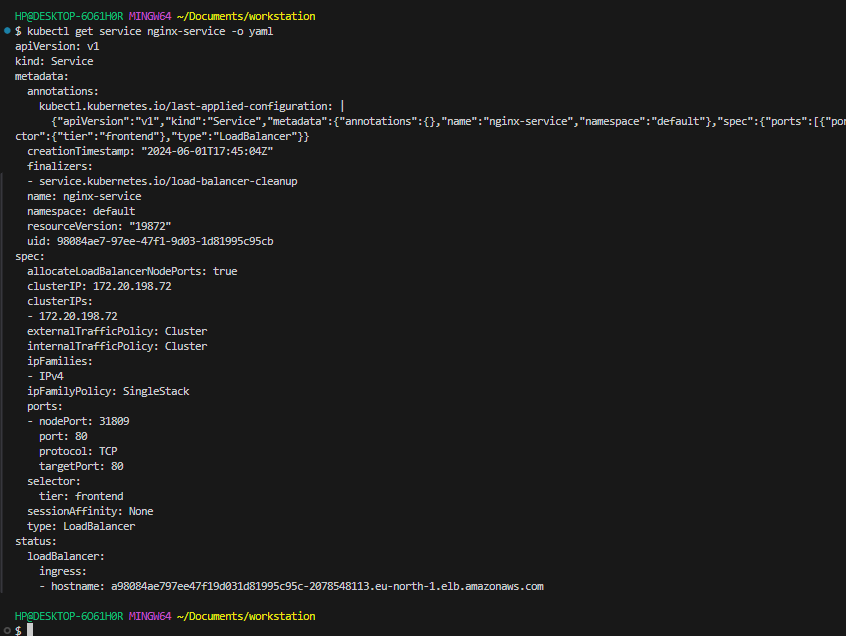 HP@DESKTOP-6O61H0R MINGW64 ~/Documents/workstation
$ kubectl get service nginx-service -o yaml
apiVersion: v1
kind: Service
metadata:
  annotations:
    kubectl.kubernetes.io/last-applied-configuration: |
      {"apiVersion":"v1","kind":"Service","metadata":{"annotations":{},"name":"nginx-service","namespace":"default"},"spec":{"ports":[{"por
ctor":{"tier":"frontend"},"type":"LoadBalancer"}}
  creationTimestamp: "2024-06-01T17:45:04Z"
  finalizers:
  - service.kubernetes.io/load-balancer-cleanup
  name: nginx-service
  namespace: default
  resourceVersion: "19872"
  uid: 98084ae7-97ee-47f1-9d03-1d81995c95cb
spec:
  allocateLoadBalancerNodePorts: true
  clusterIP: 172.20.198.72
  clusterIPs:
  - 172.20.198.72
  externalTrafficPolicy: Cluster
  internalTrafficPolicy: Cluster
  ipFamilies:
  - IPv4
  ipFamilyPolicy: SingleStack
  ports:
  - nodePort: 31809
    port: 80
    protocol: TCP
    targetPort: 80
  selector:
    tier: frontend
  sessionAffinity: None
  type: LoadBalancer
status:
  loadBalancer:
    ingress:
    - hostname: a98084ae797ee47f19d031d81995c95c-2078548113.eu-north-1.elb.amazonaws.com
HP@DESKTOP-6O61H0R MINGW64 ~/Documents/workstation
$